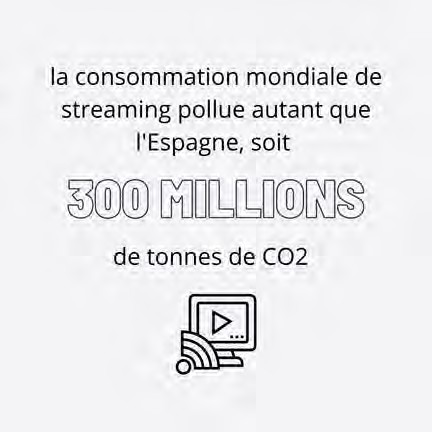 la consommation mondiale de
streaming pollue autant que
l'Espagne, soit
300 MILLIONS
de tonnes de CO2